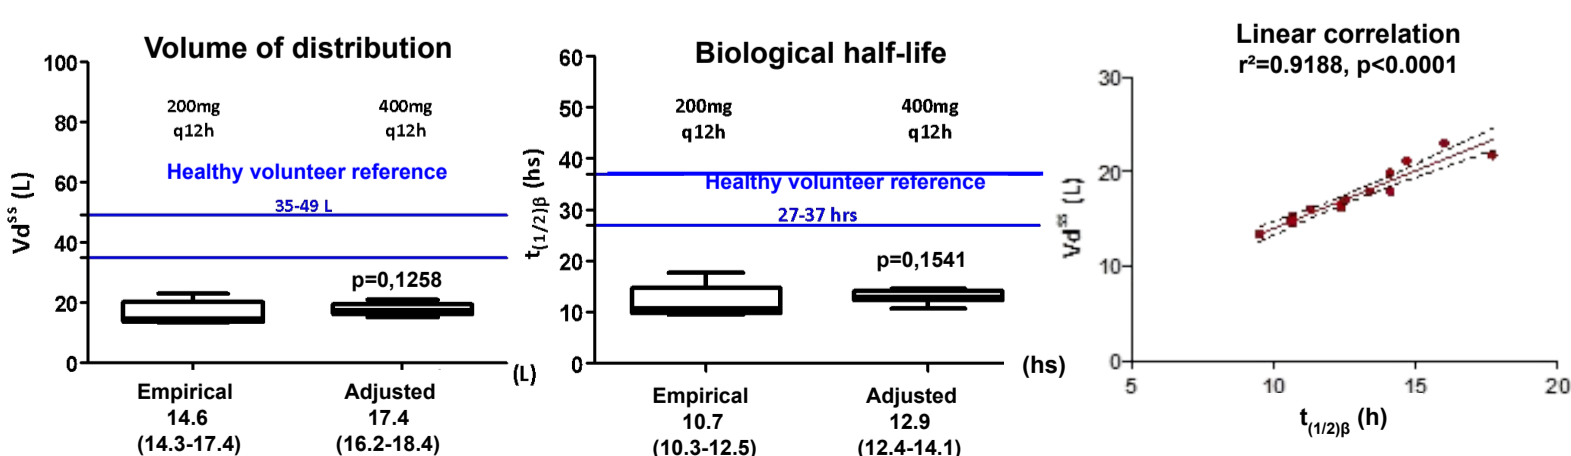 Volume of distribution
100
80
60
40
20
0
Vdss (L)
200mg
q12h
400mg
q12h
Healthy volunteer reference
35-49 L
p=0,1258
(L)
Empirical
14.6
(14.3-17.4)
Adjusted
17.4
(16.2-18.4)
Biological half-life
60
50
40
30
20
10
0
t(1/2)β (hs)
200mg
q12h
400mg
q12h
Healthy volunteer reference
27-37 hrs
p=0,1541
(hs)
Empirical
10.7
(10.3-12.5)
Adjusted
12.9
(12.4-14.1)
Linear correlation
r²=0.9188, p<0.0001
30
20
10
0
Vdss (L)
5
10
15
20
t(1/2)β (h)